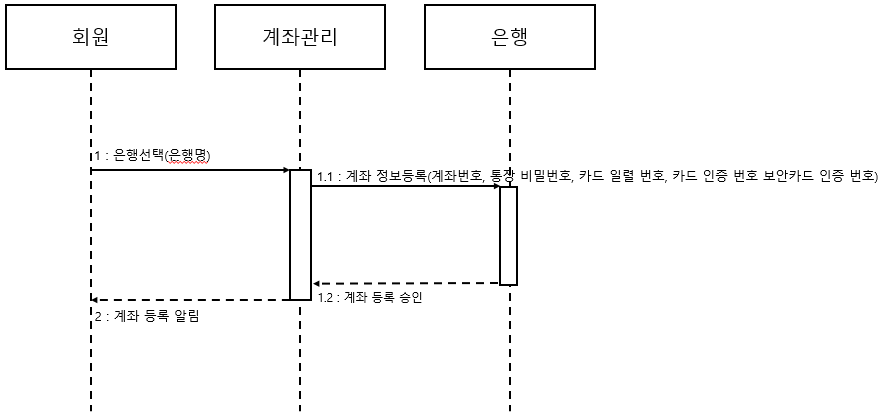 회원
계좌관리
은행
1 : 은행선택(은행명)
1.1 : 계좌 정보등록(계좌번호, 통장 비밀번호, 카드 일렬 번호, 카드 인증 번호 보안카드 인증 번호)
1.2 : 계좌 등록 승인
2 : 계좌 등록 알림